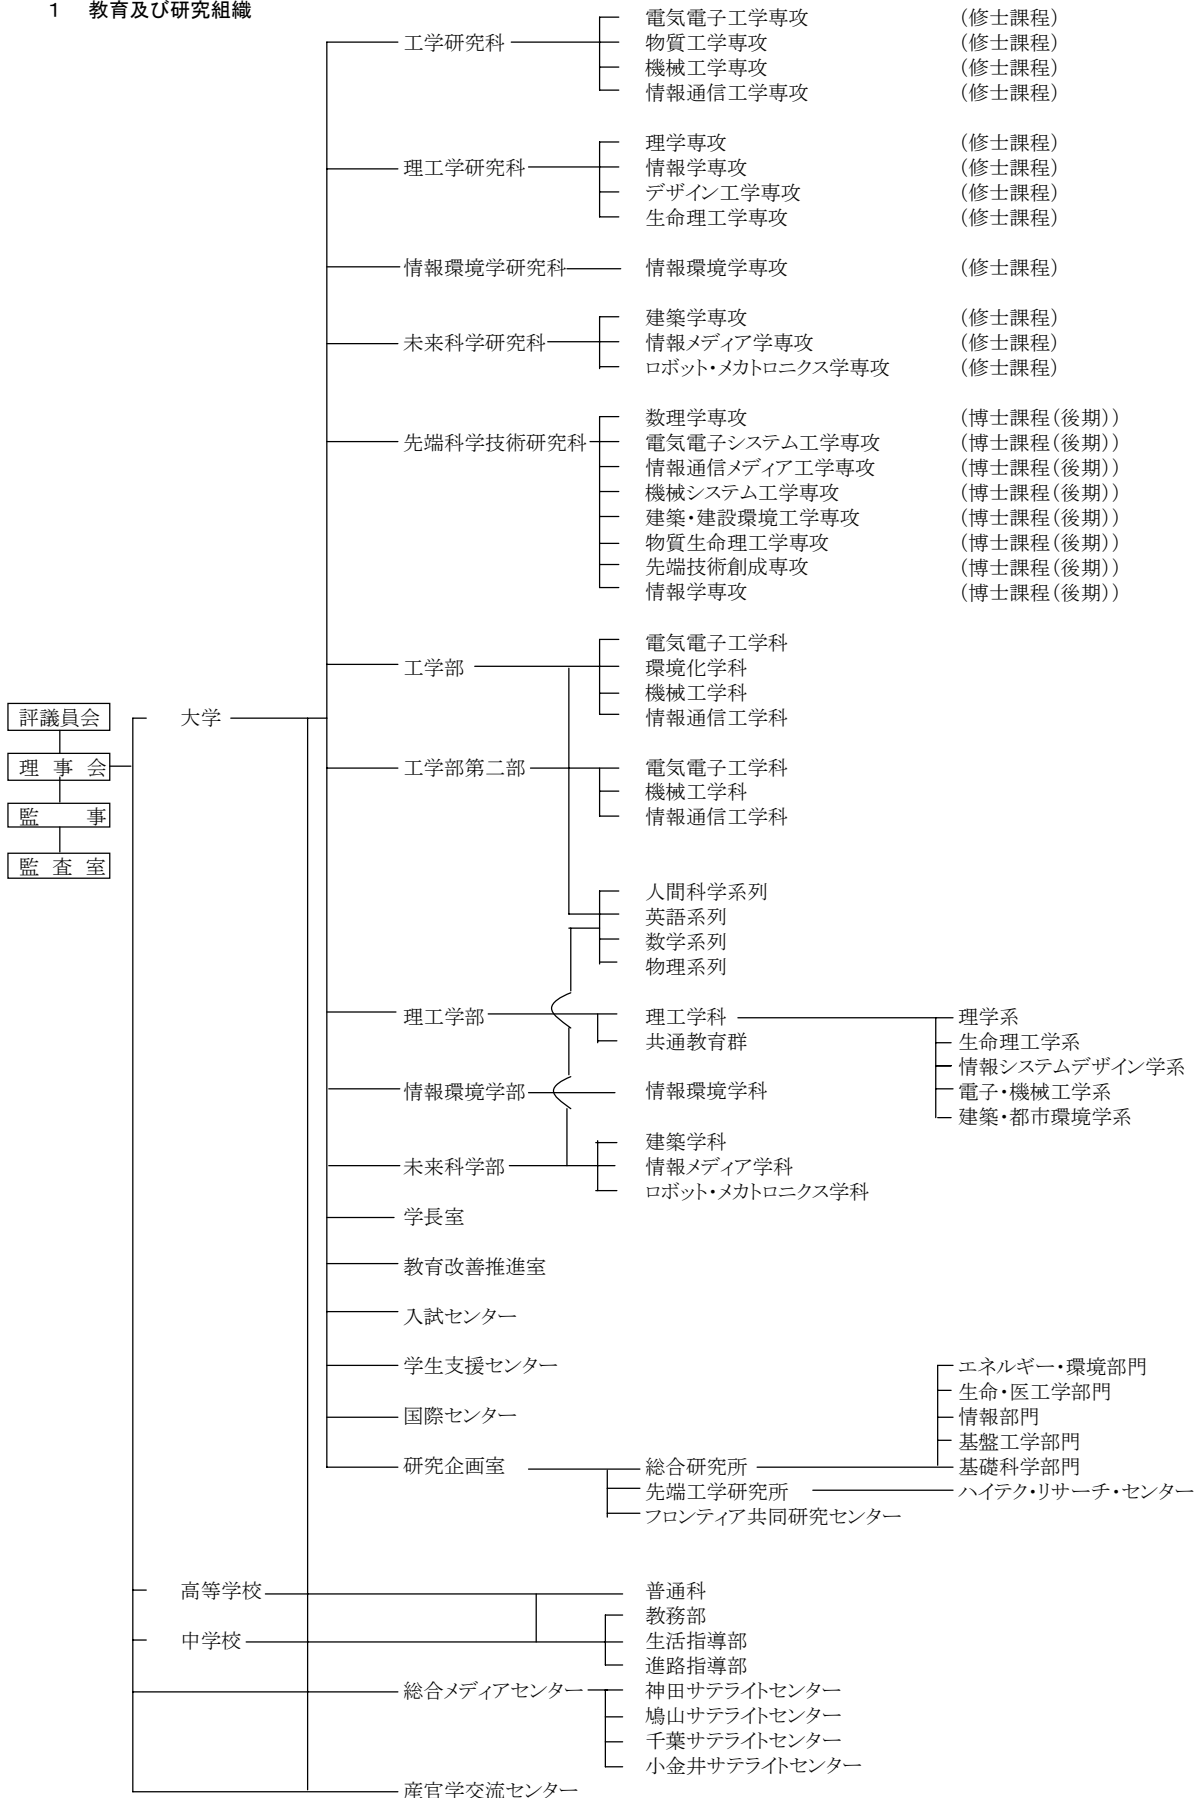 1 教育及び研究組織
電気電子工学専攻 (修士課程)
工学研究科 物質工学専攻 (修士課程)
機械工学専攻 (修士課程)
情報通信工学専攻 (修士課程)
理学専攻 (修士課程)
理工学研究科 情報学専攻 (修士課程)
デザイン工学専攻 (修士課程)
生命理工学専攻 (修士課程)
情報環境学研究科 情報環境学専攻 (修士課程)
建築学専攻 (修士課程)
未来科学研究科 情報メディア学専攻 (修士課程)
ロボット・メカトロニクス学専攻 (修士課程)
数理学専攻 (博士課程(後期))
先端科学技術研究科 電気電子システム工学専攻 (博士課程(後期))
情報通信メディア工学専攻 (博士課程(後期))
機械システム工学専攻 (博士課程(後期))
建築・建設環境工学専攻 (博士課程(後期))
物質生命理工学専攻 (博士課程(後期))
先端技術創成専攻 (博士課程(後期))
情報学専攻 (博士課程(後期))
電気電子工学科
工学部 環境化学科
機械工学科
評議員会 大学 情報通信工学科
理事会 工学部第二部 電気電子工学科
機械工学科
監事 情報通信工学科
監査室
人間科学系列
英語系列
数学系列
物理系列
理工学部 理工学科 理学系
共通教育群 生命理工学系
情報システムデザイン学系
情報環境学部 情報環境学科 電子・機械工学系
建築・都市環境学系
建築学科
未来科学部 情報メディア学科
ロボット・メカトロニクス学科
学長室
教育改善推進室
入試センター
学生支援センター エネルギー・環境部門
生命・医工学部門
国際センター 情報部門
基盤工学部門
研究企画室 総合研究所 基礎科学部門
先端工学研究所 ハイテク・リサーチ・センター
フロンティア共同研究センター
高等学校 普通科
教務部
中学校 生活指導部
進路指導部
総合メディアセンター 神田サテライトセンター
鳩山サテライトセンター
千葉サテライトセンター
小金井サテライトセンター
産官学交流センター